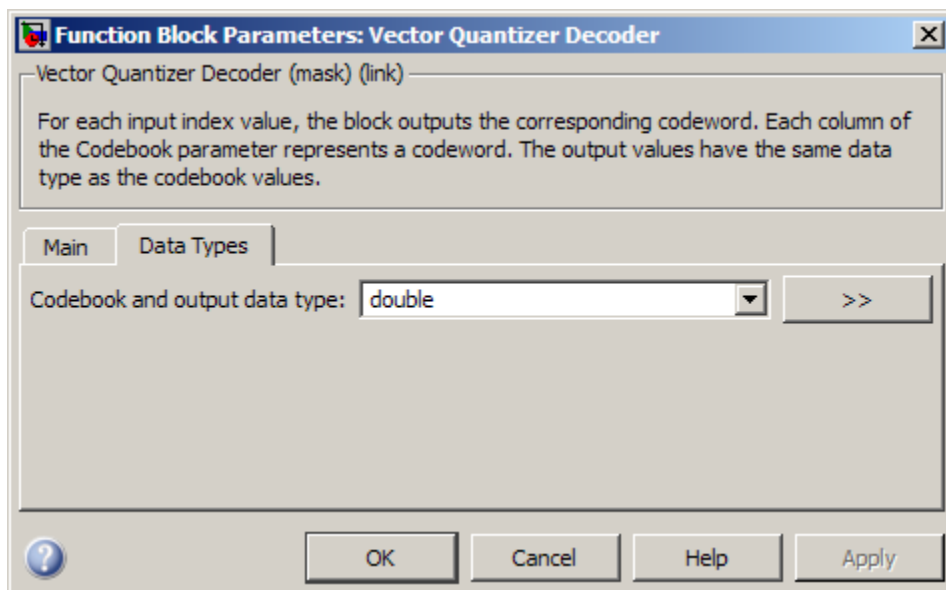 Function Block Parameters: Vector Quantizer Decoder
Vector Quantizer Decoder (mask) (link)
For each input index value, the block outputs the corresponding codeword. Each column of
the Codebook parameter represents a codeword. The output values have the same data
type as the codebook values.
Main Data Types
Codebook and output data type: double >>
OK Cancel Help Apply